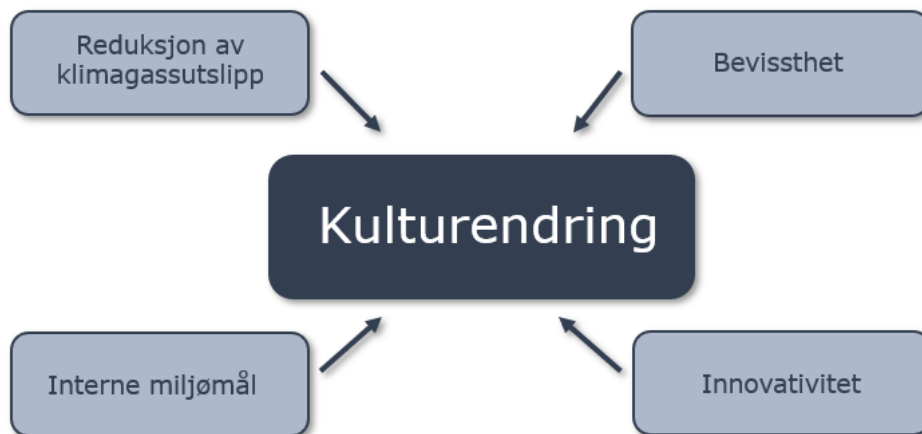 Reduksjon av
klimagassutslipp
Bevissthet
Kulturendring
Interne miljømål
Innovativitet